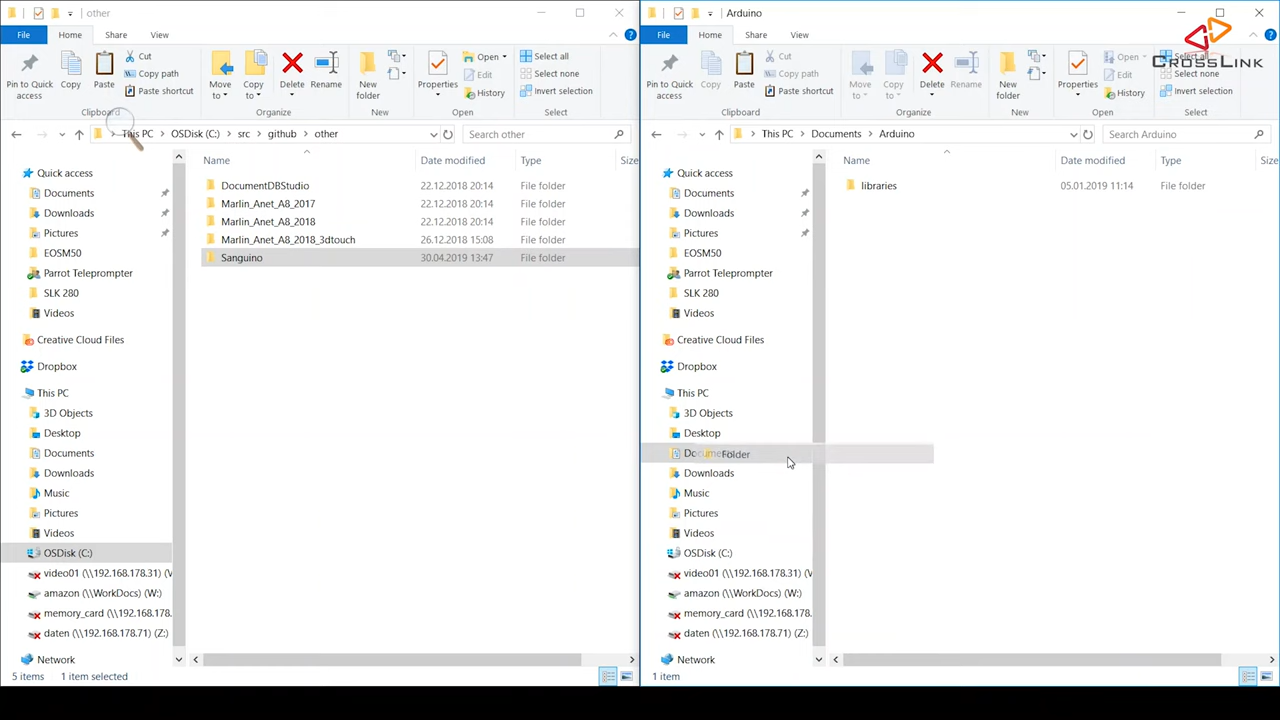 other
File
Home
Share
View
Pin to Quick access
Copy
Paste
Cut
Copy path
Paste shortcut
Clipboard
Move to
Copy to
Delete
Rename
Organize
New folder
New
Properties
Open
Edit
History
Open
Select all
Select none
Invert selection
Select
This PC > OSDisk (C:) > src > github > other
Search other
Name Date modified Type Size
DocumentDBStudio 22.12.2018 20:14 File folder
Marlin_Anet_A8_2017 22.12.2018 20:14 File folder
Marlin_Anet_A8_2018 22.12.2018 20:14 File folder
Marlin_Anet_A8_2018_3dtouch 26.12.2018 15:08 File folder
Sanguino 30.04.2019 13:47 File folder
Quick access
Documents
Downloads
Pictures
EOSM50
Parrot Teleprompter
SLK 280
Videos
Creative Cloud Files
Dropbox
This PC
3D Objects
Desktop
Documents
Downloads
Music
Pictures
Videos
OSDisk (C:)
video01 (\\192.168.178.31) (V
amazon (\\WorkDocs) (W:)
memory_card (\\192.168.178.
daten (\\192.168.178.71) (Z:)
Network
5 items 1 item selected
Arduino
CROSSLINK
File
Home
Share
View
Pin to Quick access
Copy
Paste
Cut
Copy path
Paste shortcut
Clipboard
Move to
Copy to
Delete
Rename
Organize
New folder
New
Properties
Open
Edit
History
Open
Select all
Select none
Invert selection
Select
This PC > Documents > Arduino
Search Arduino
Name Date modified Type Size
libraries 05.01.2019 11:14 File folder
Quick access
Documents
Downloads
Pictures
EOSM50
Parrot Teleprompter
SLK 280
Videos
Creative Cloud Files
Dropbox
This PC
3D Objects
Desktop
Folder
Downloads
Music
Pictures
Videos
OSDisk (C:)
video01 (\\192.168.178.31) (V
amazon (\\WorkDocs) (W:)
memory_card (\\192.168.178.
daten (\\192.168.178.71) (Z:)
Network
1 item